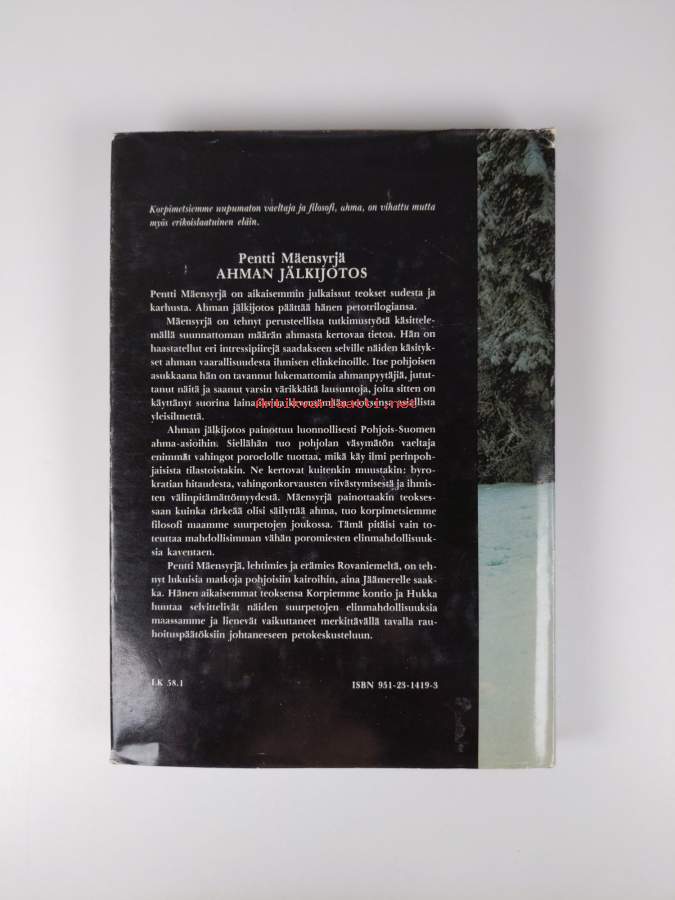 Korpimetsiemme uupumaton vaeltaja ja filosofi, ahma, on vihattu mutta
myös erikoislaatuinen eläin.
Pentti Mäensyrjä
AHMAN JÄLKIJOTOS
Pentti Mäensyrjä on aikaisemmin julkaissut teokset sudesta ja
karhusta. Ahman jälkijotos päättää hänen petotrilogiansa.
Mäensyrjä on tehnyt perusteellista tutkimustyötä käsittele-
mällä suunnattoman määrän ahmasta kertovaa tietoa. Hän on
haastatellut eri intressipiirejä saadakseen selville näiden käsityk-
set ahman vaarallisuudesta ihmisen elinkeinoille. Itse pohjoisen
asukkaana hän on tavannut lukemattomia ahmanpyytäjiä, jutut-
tanut näitä ja saanut varsin värikkäitä lausuntoja, joita sitten on
käyttänyt suorina teoksensa asiallista
yleisilmettä.
Ahman jälkijotos painottuu luonnollisesti Pohjois-Suomen
ahma-asioihin. Siellähän tuo pohjolan väsymätön vaeltaja
enimmät vahingot poroelolle tuottaa, mikä käy ilmi perinpoh-
jaisista tilastoistakin. Ne kertovat kuitenkin muustakin: byro-
kratian hitaudesta, vahingonkorvausten viivästymisestä ja ihmis-
ten välinpitämättömyydestä. Mäensyrjä painottaakin teokses-
saan kuinka tärkeää olisi säilyttää ahma, tuo korpimetsiemme
filosofi maamme suurpetojen joukossa. Tämä pitäisi vain to-
teuttaa mahdollisimman vähän poromiesten elinmahdollisuuk-
sia kaventaen.
Pentti Mäensyrjä, lehtimies ja erämies Rovaniemeltä, on teh-
nyt lukuisia matkoja pohjoisiin kairoihin, aina Jäämerelle saak-
ka. Hänen aikaisemmat teoksensa Korpiemme kontio ja Hukka
huutaa selvittelivät näiden suurpetojen elinmahdollisuuksia
maassamme ja lienevät vaikuttaneet merkittävällä tavalla rau-
hoituspäätöksiin johtaneeseen petokeskusteluun.
LK 58.1
ISBN 951-23-1419-3